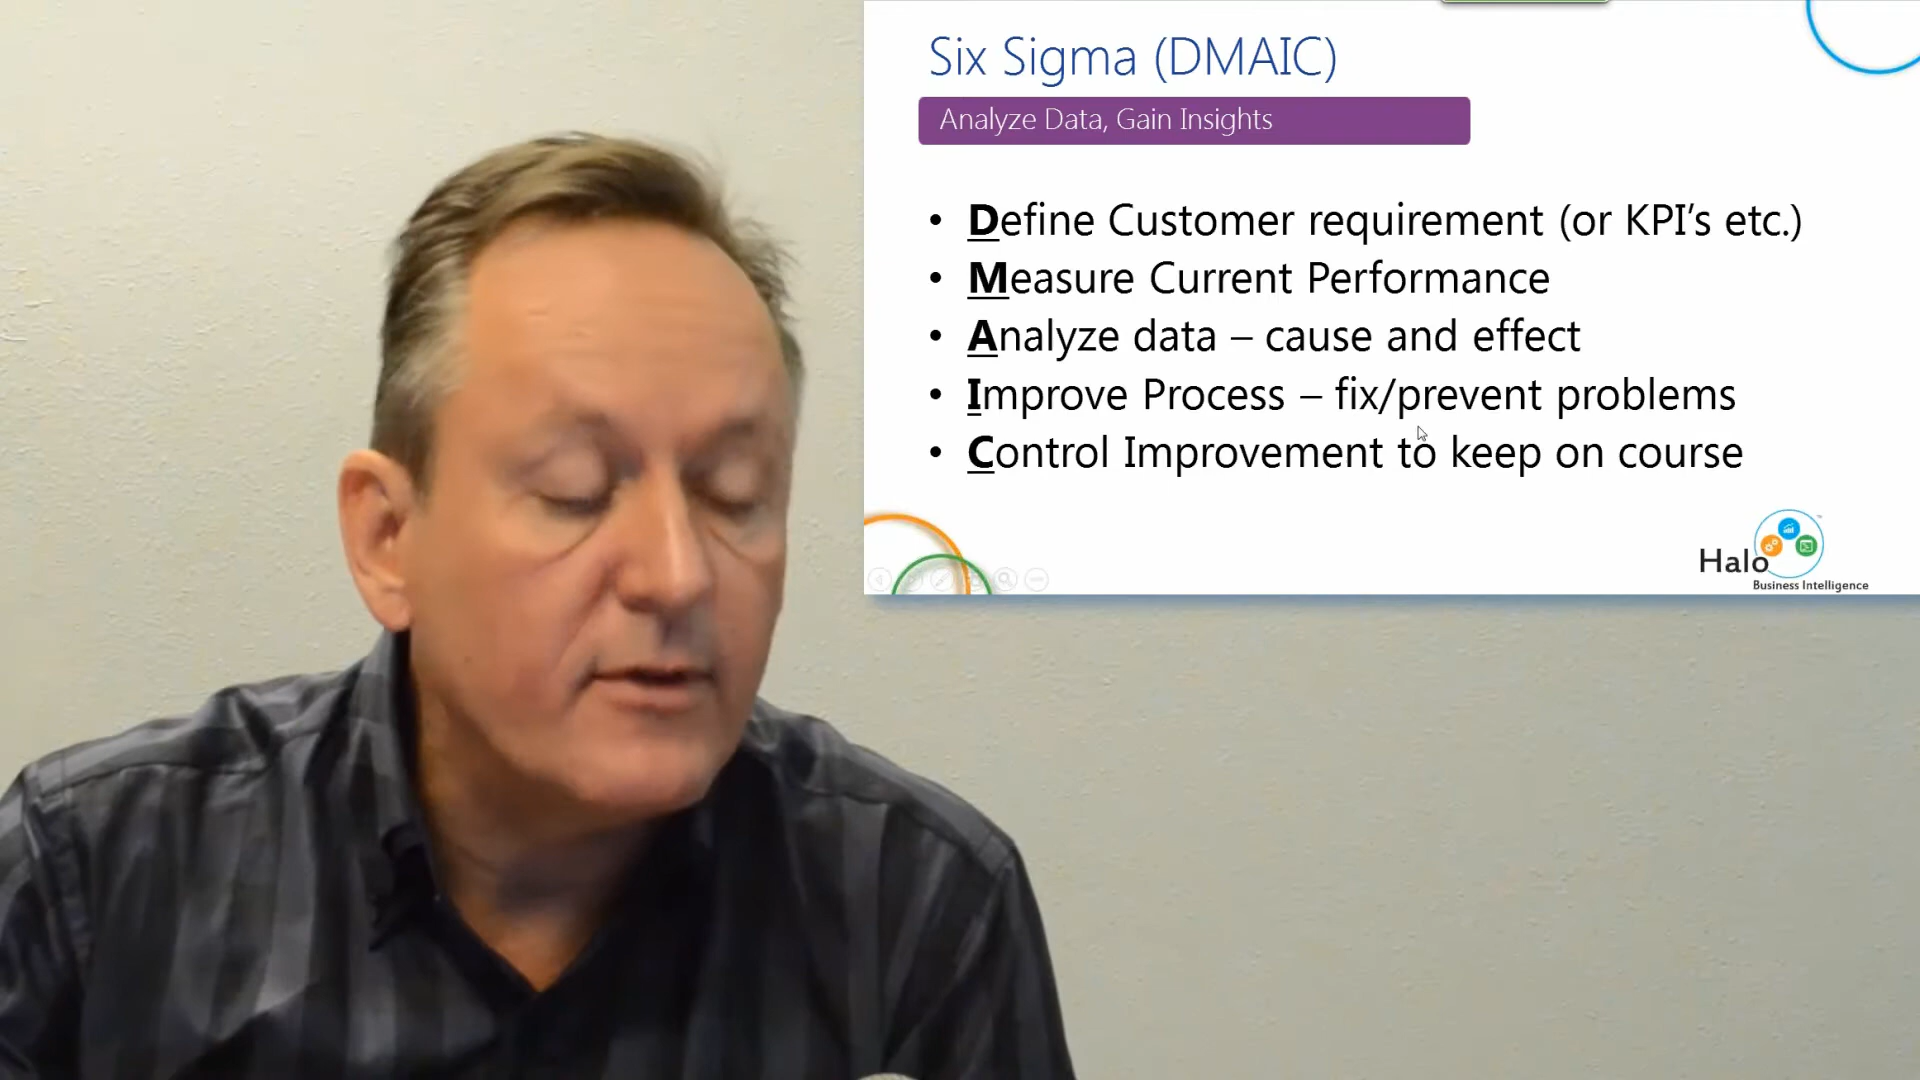 Six Sigma (DMAIC)
Analyze Data, Gain Insights
• Define Customer requirement (or KPI’s etc.)
• Measure Current Performance
• Analyze data – cause and effect
• Improve Process – fix/prevent problems
• Control Improvement to keep on course
Halo
Business Intelligence